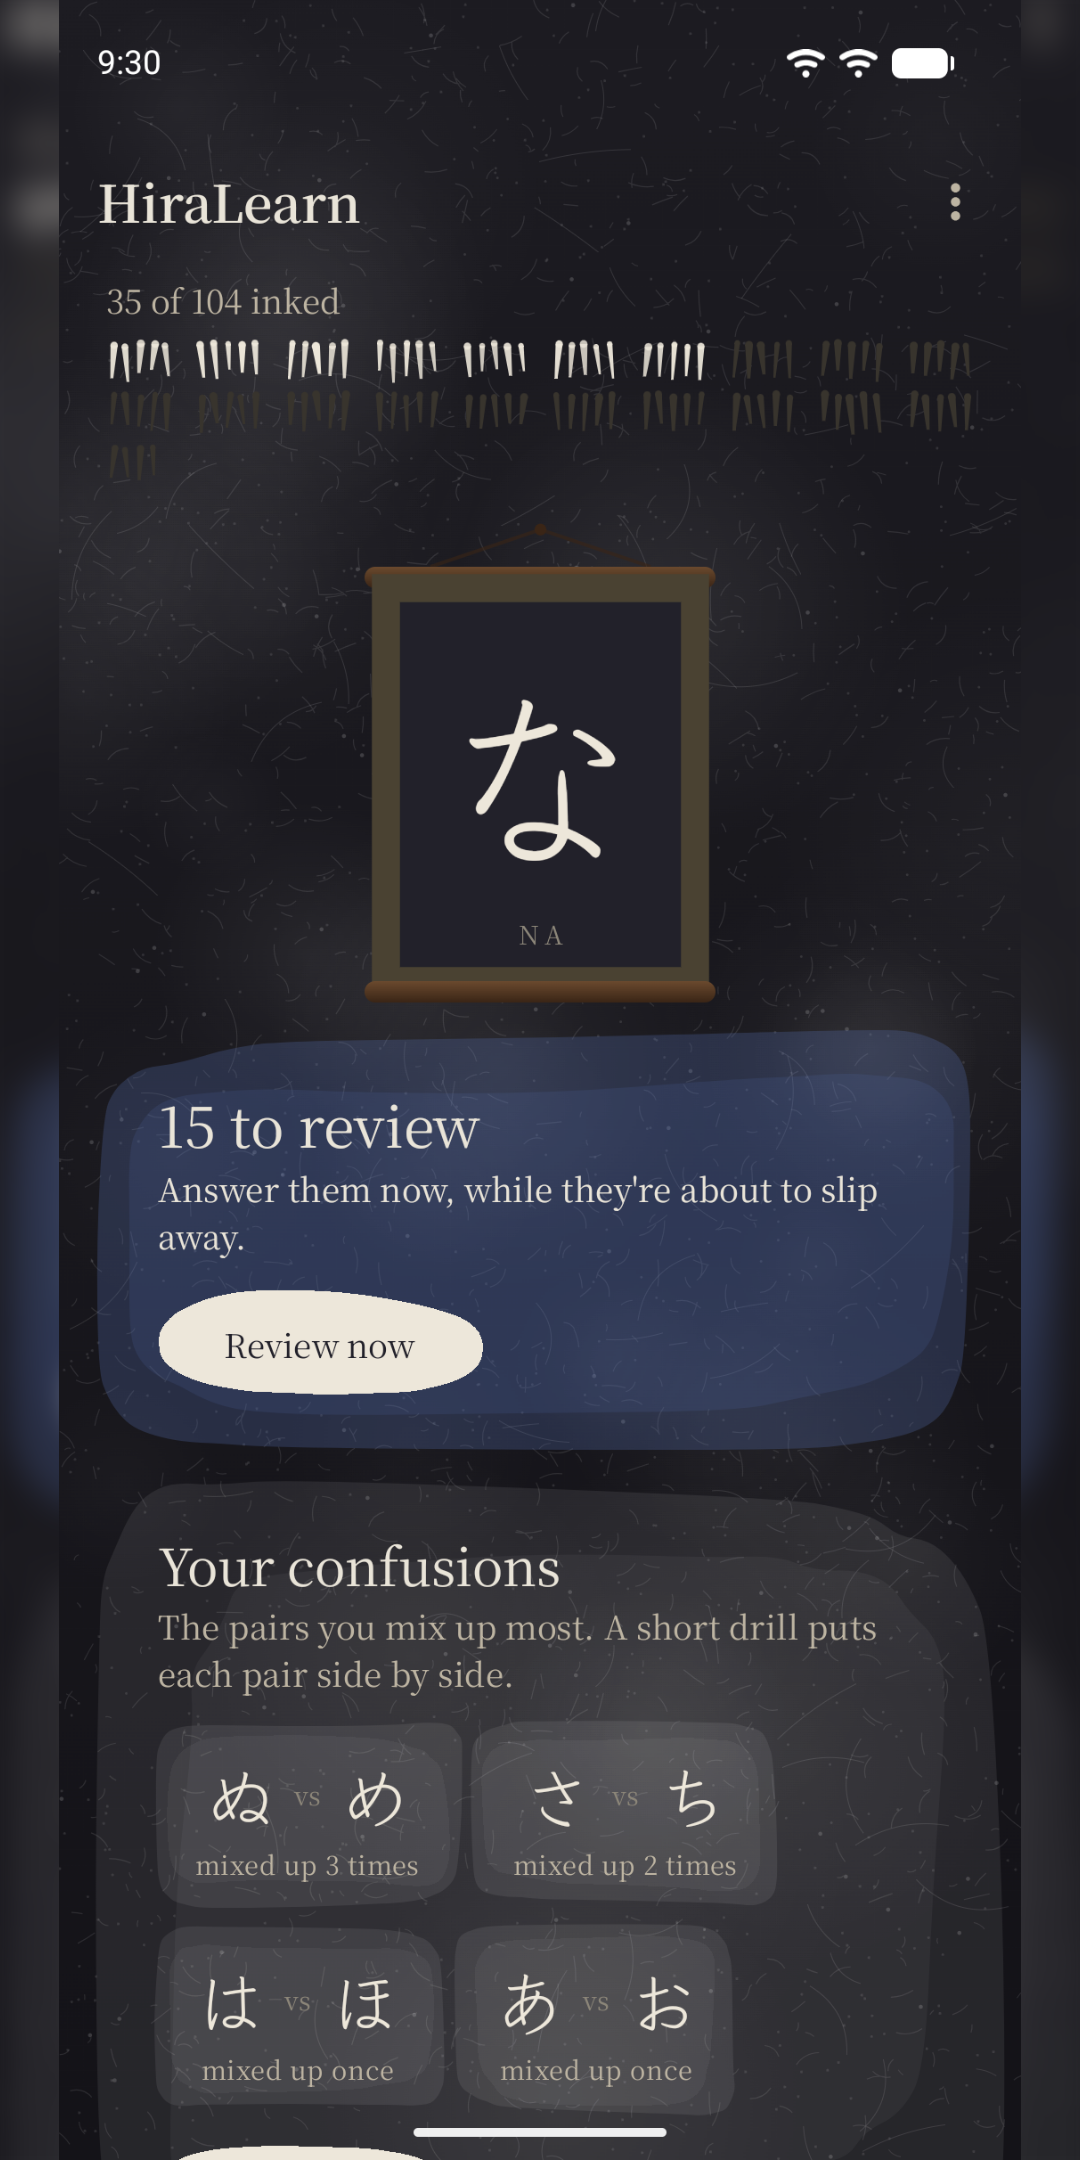 9:30
HiraLearn
35 of 104 inked
な
NA
15 to review
Answer them now, while they're about to slip
away.
Review now
Your confusions
The pairs you mix up most. A short drill puts
each pair side by side.
ぬ vs め
mixed up 3 times
さ vs ち
mixed up 2 times
は vs ほ
mixed up once
あ vs お
mixed up once